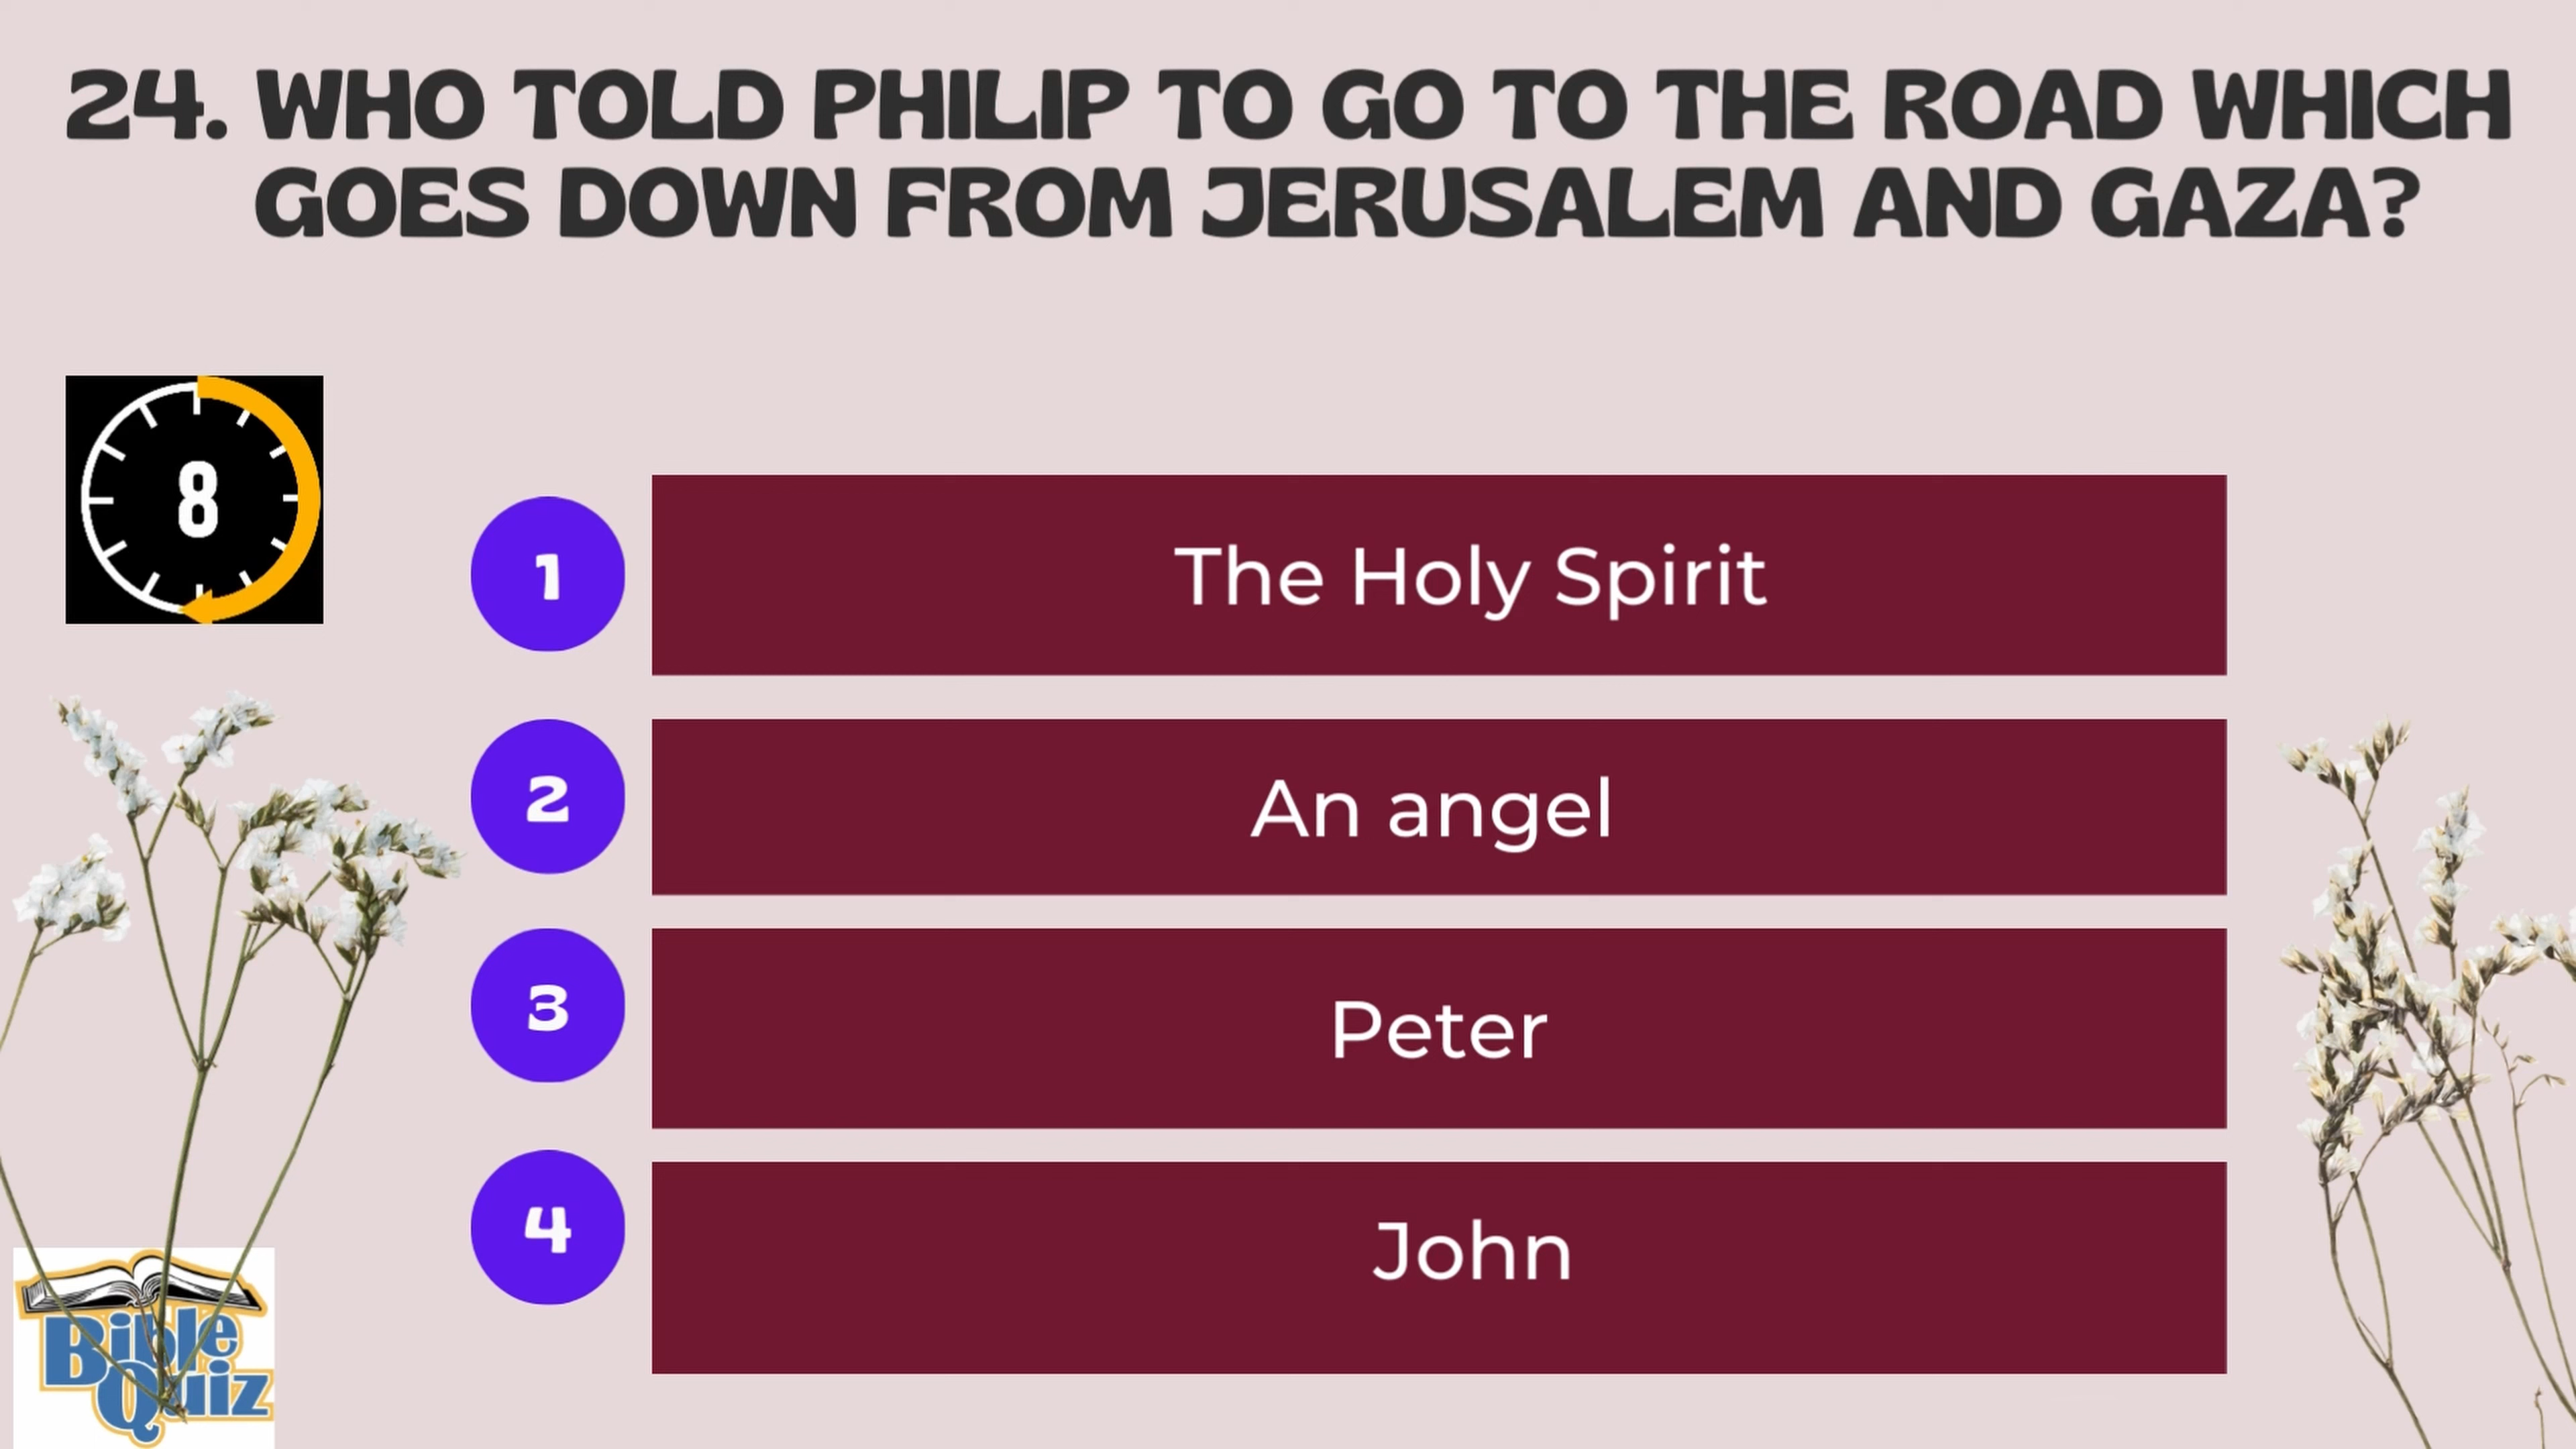 24. WHO TOLD PHILIP TO GO TO THE ROAD WHICH
GOES DOWN FROM JERUSALEM AND GAZA?
8
1
The Holy Spirit
2
An angel
3
Peter
4
John
Bible
Quiz